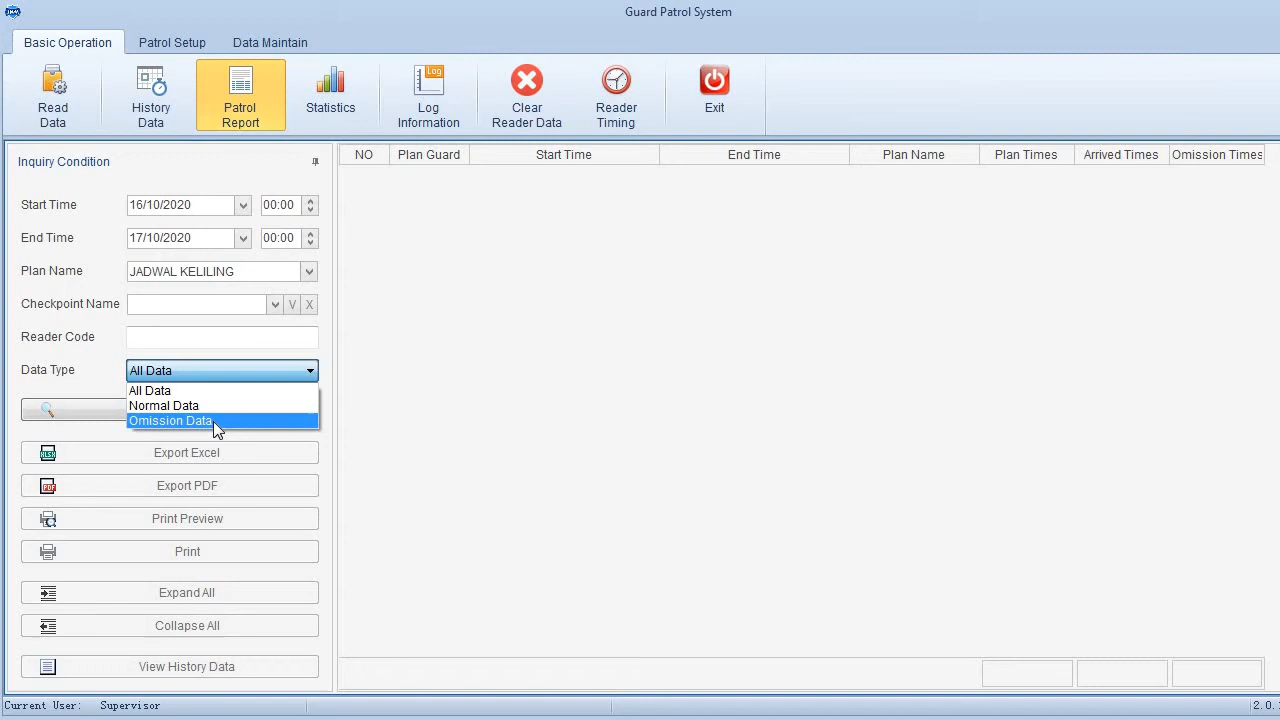 Guard Patrol System
Basic Operation Patrol Setup Data Maintain
Read Data
History Data
Patrol Report
Statistics
Log
Log Information
Clear Reader Data
Reader Timing
Exit
Inquiry Condition
NO Plan Guard Start Time End Time Plan Name Plan Times Arrived Times Omission Times
Start Time 16/10/2020 00:00
End Time 17/10/2020 00:00
Plan Name JADWAL KELILING
Checkpoint Name V X
Reader Code
Data Type All Data
All Data
Normal Data
Omission Data
XLSX Export Excel
PDF Export PDF
Print Preview
Print
Expand All
Collapse All
View History Data
Current User: Supervisor 2.0.